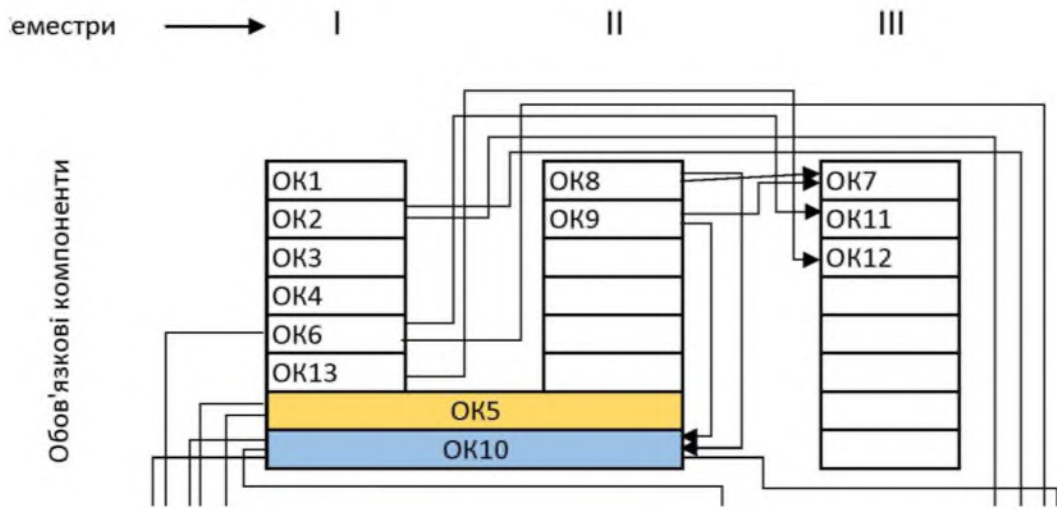 еместри I II III
Обов'язкові компоненти
ОК1 ОК8 ОК7
ОК2 ОК9 ОК11
ОК3 ОК12
ОК4
ОК6
ОК13
ОК5
ОК10